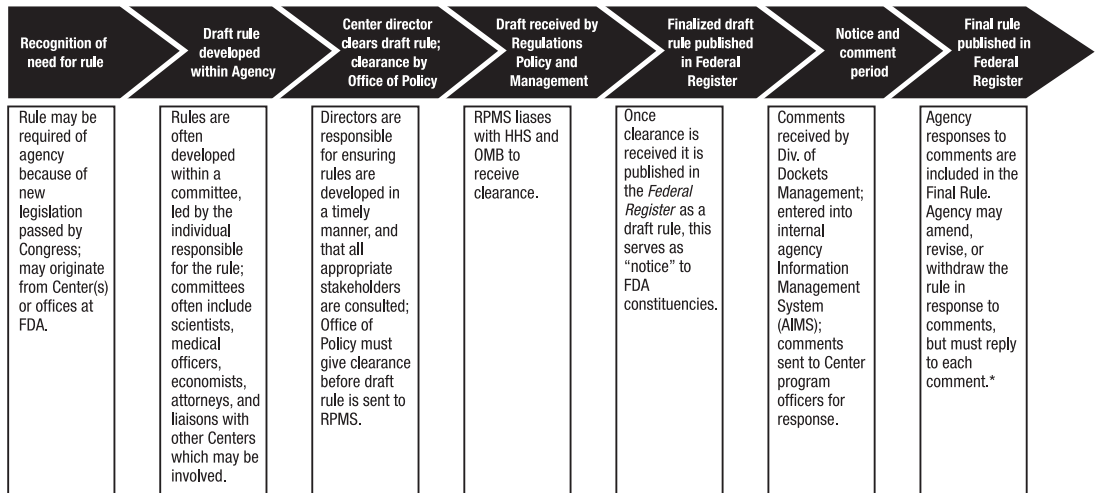 Recognition of
need for rule
Draft rule
developed
within Agency
Center director
clears draft rule;
clearance by
Office of Policy
Draft received by
Regulations
Policy and
Management
Finalized draft
rule published
in Federal
Register
Notice and
comment
period
Final rule
published in
Federal
Register
Rule may be
required of
agency
because of
new
legislation
passed by
Congress;
may originate
from Center(s)
or offices at
FDA.
Rules are
often
developed
within a
committee,
led by the
individual
responsible
for the rule;
committees
often include
scientists,
medical
officers,
economists,
attorneys, and
liaisons with
other Centers
which may be
involved.
Directors are
responsible
for ensuring
rules are
developed in
a timely
manner, and
that all
appropriate
stakeholders
are consulted;
Office of
Policy must
give clearance
before draft
rule is sent to
RPMS.
RPMS liases
with HHS and
OMB to
receive
clearance.
Once
clearance is
received it is
published in
the Federal
Register as a
draft rule, this
serves as
“notice” to
FDA
constituencies.
Comments
received by
Div. of
Dockets
Management;
entered into
internal
agency
Information
Management
System
(AIMS);
comments
sent to Center
program
officers for
response.
Agency
responses to
comments are
included in the
Final Rule.
Agency may
amend,
revise, or
withdraw the
rule in
response to
comments,
but must reply
to each
comment.*